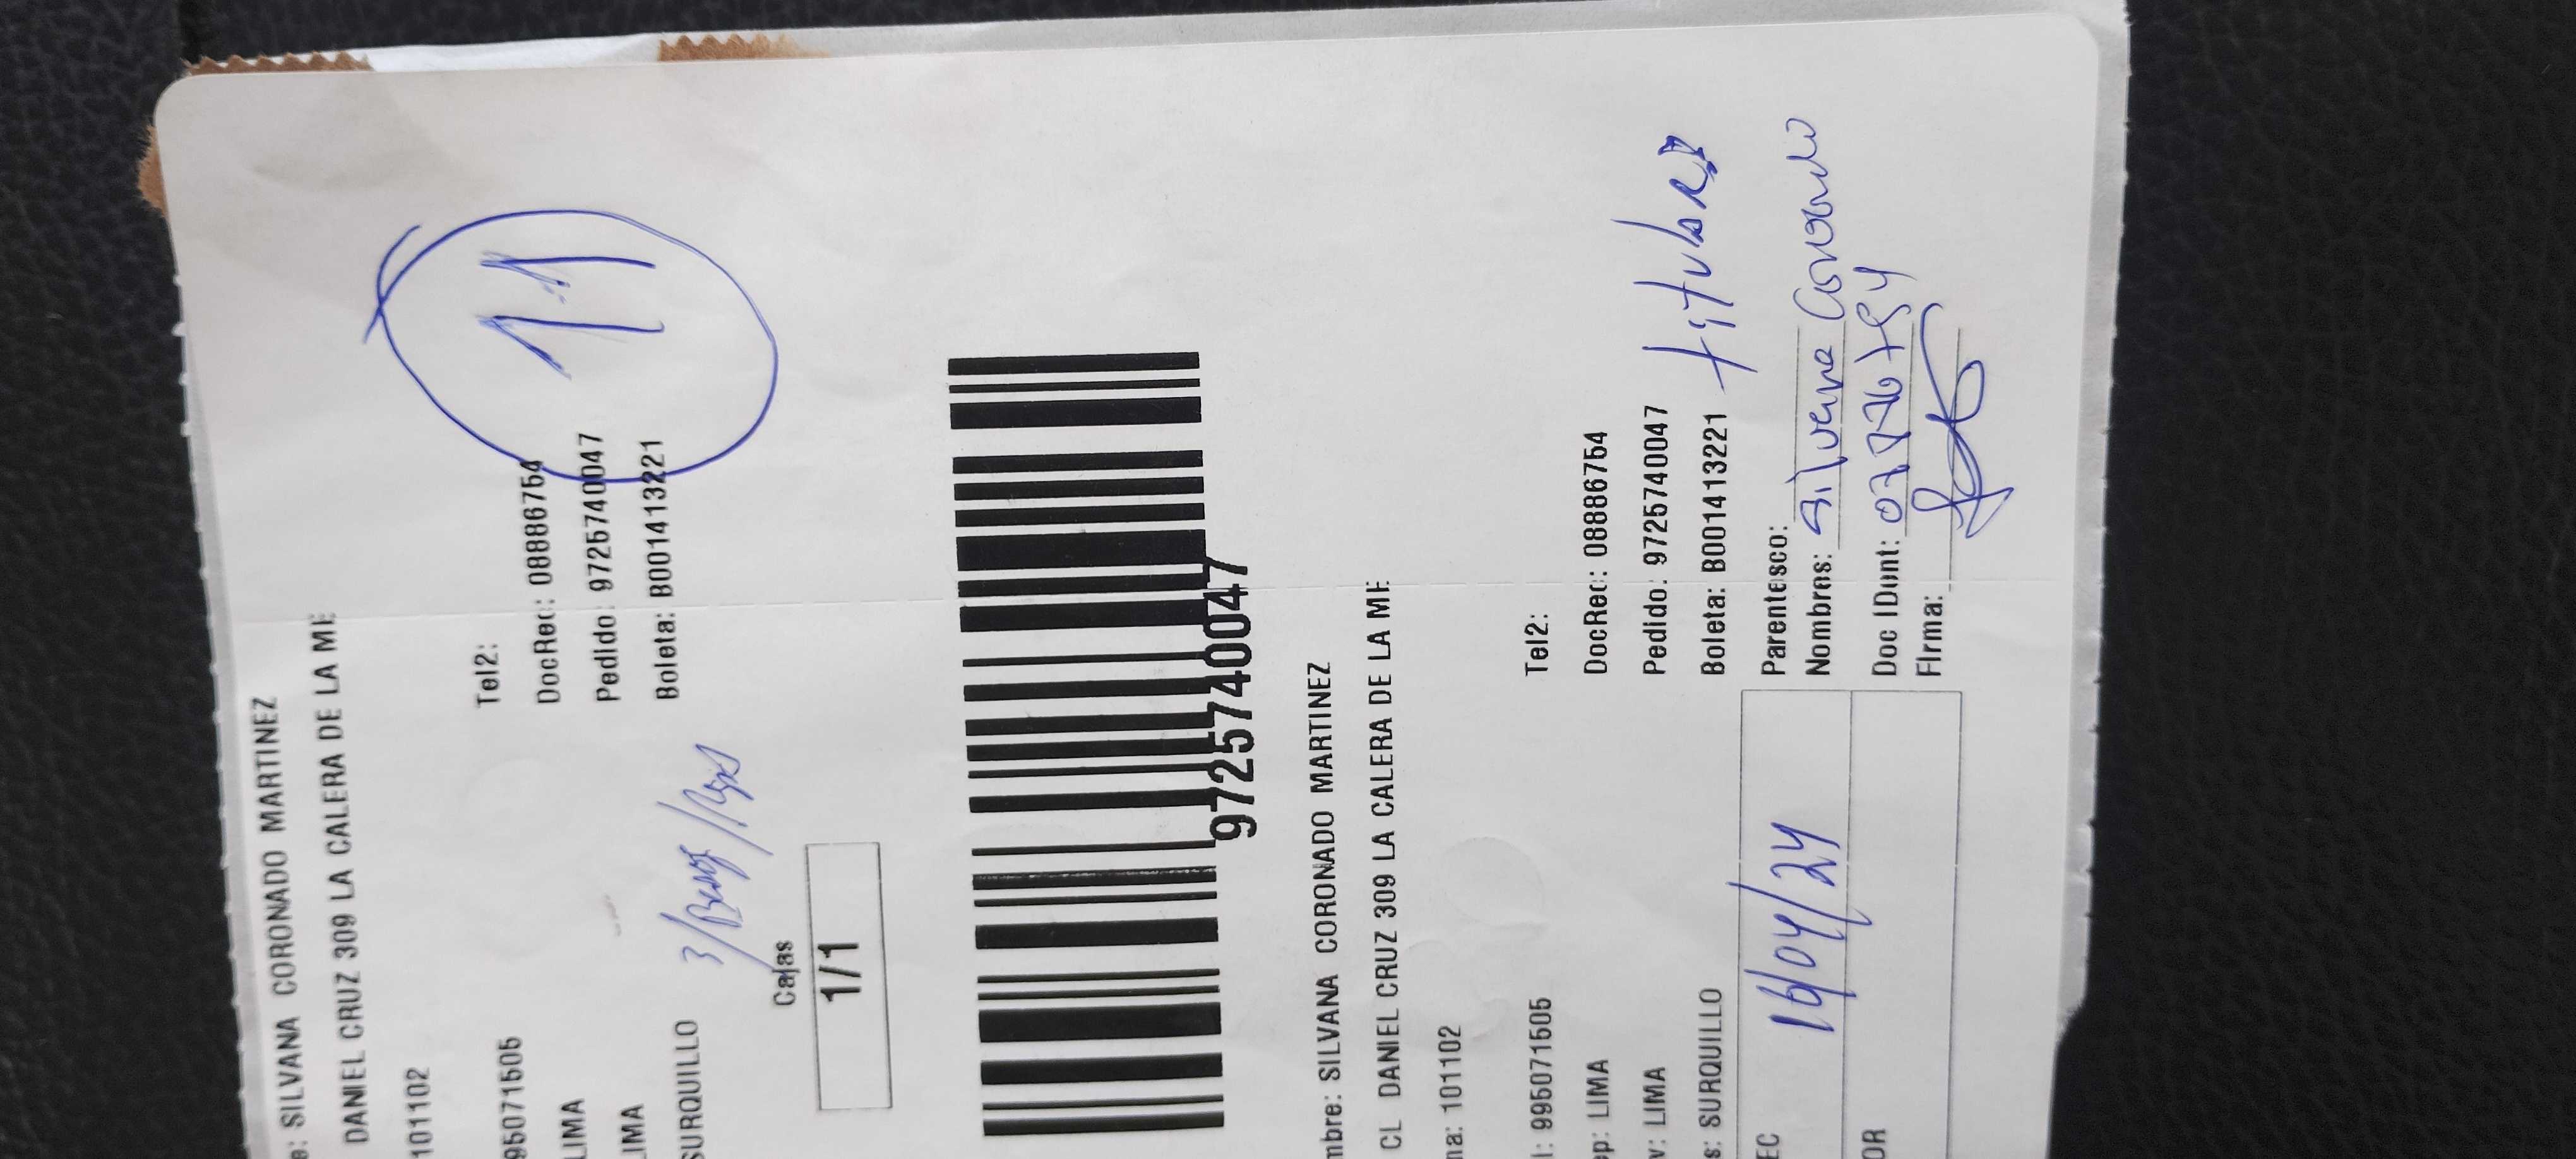 e: SILVANA CORONADO MARTINEZ
DANIEL CRUZ 309 LA CALERA DE LA ME
101102
95071505 Tel2:
LIMA DocRec: 08886754
LIMA Pedido: 9725740047
SURQUILLO Boleta: B001413221
11
Cajas
1/1
9725740047
mbre: SILVANA CORONADO MARTINEZ
CL DANIEL CRUZ 309 LA CALERA DE LA ME
na: 101102
l: 995071505 Tel2:
ep: LIMA DocRec: 08886754
v: LIMA Pedido: 9725740047
s: SURQUILLO Boleta: B001413221
titular
EC 16/04/24 Parentesco:
Nombres: Silvana Coronado
OR Doc IDent:
Firma: